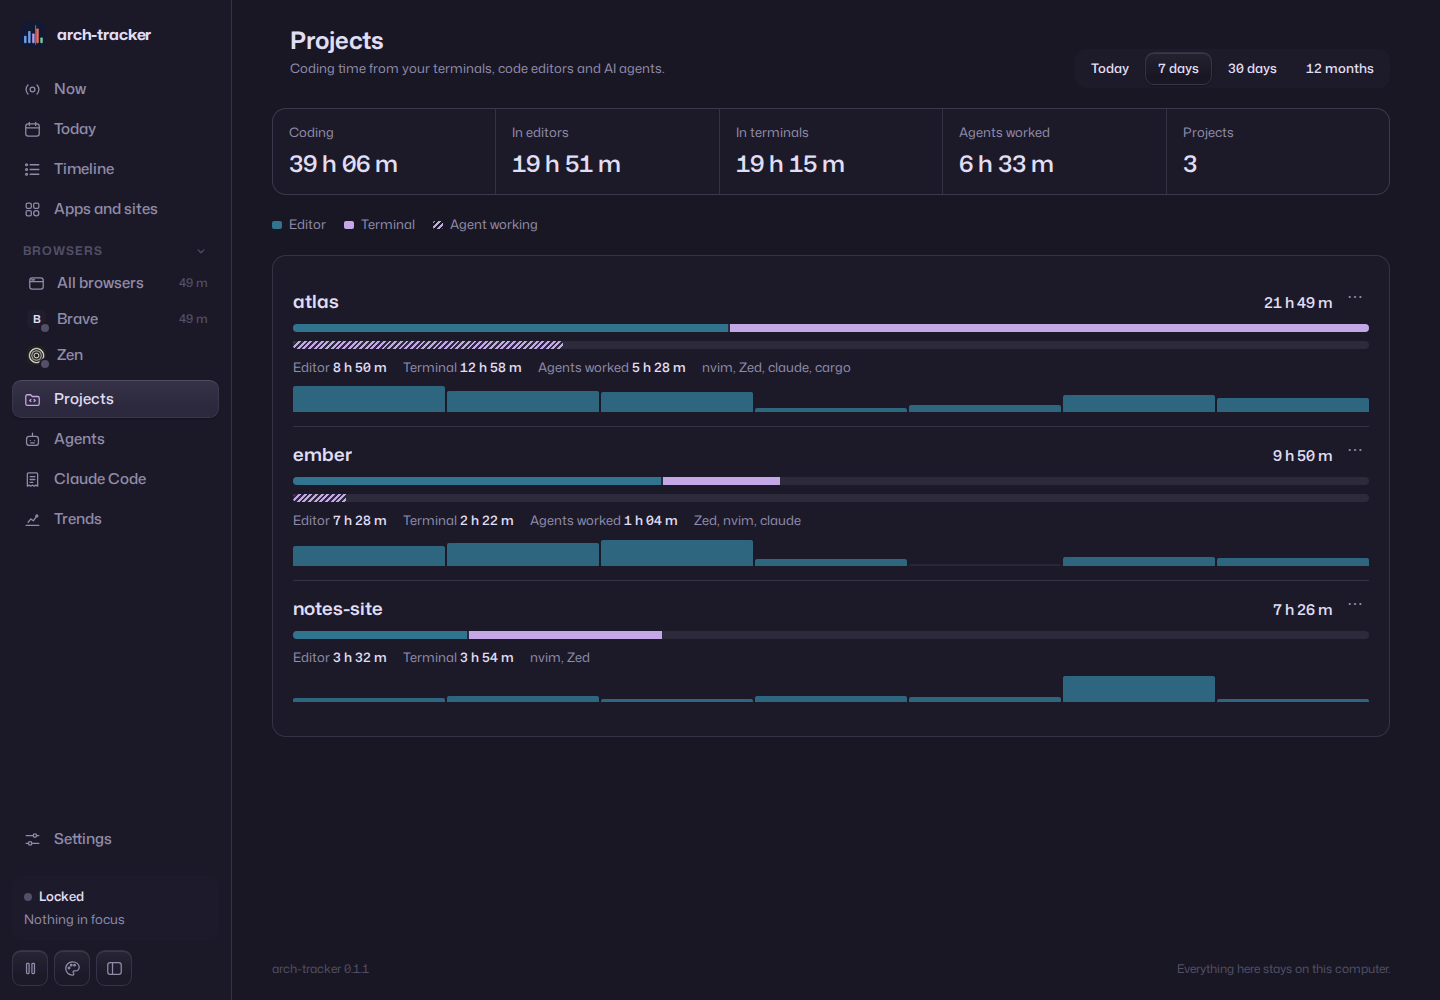 arch-tracker
Now
Today
Timeline
Apps and sites
BROWSERS
All browsers 49 m
B Brave 49 m
Zen
Projects
Agents
Claude Code
Trends
Settings
Locked
Nothing in focus
Projects
Coding time from your terminals, code editors and AI agents.
Today 7 days 30 days 12 months
Coding In editors In terminals Agents worked Projects
39 h 06 m 19 h 51 m 19 h 15 m 6 h 33 m 3
Editor Terminal Agent working
atlas 21 h 49 m ...
Editor 8 h 50 m Terminal 12 h 58 m Agents worked 5 h 28 m nvim, Zed, claude, cargo
ember 9 h 50 m ...
Editor 7 h 28 m Terminal 2 h 22 m Agents worked 1 h 04 m Zed, nvim, claude
notes-site 7 h 26 m ...
Editor 3 h 32 m Terminal 3 h 54 m nvim, Zed
arch-tracker 0.1.1 Everything here stays on this computer.